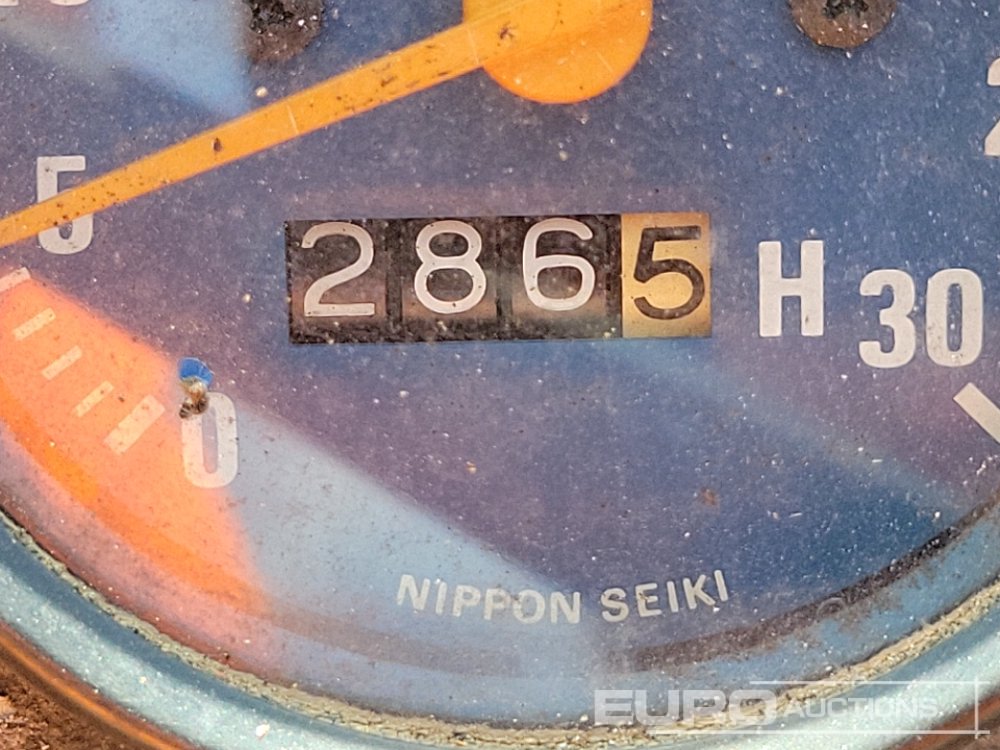 5
2865 H
30
0
NIPPON SEIKI
EURO AUCTIONS